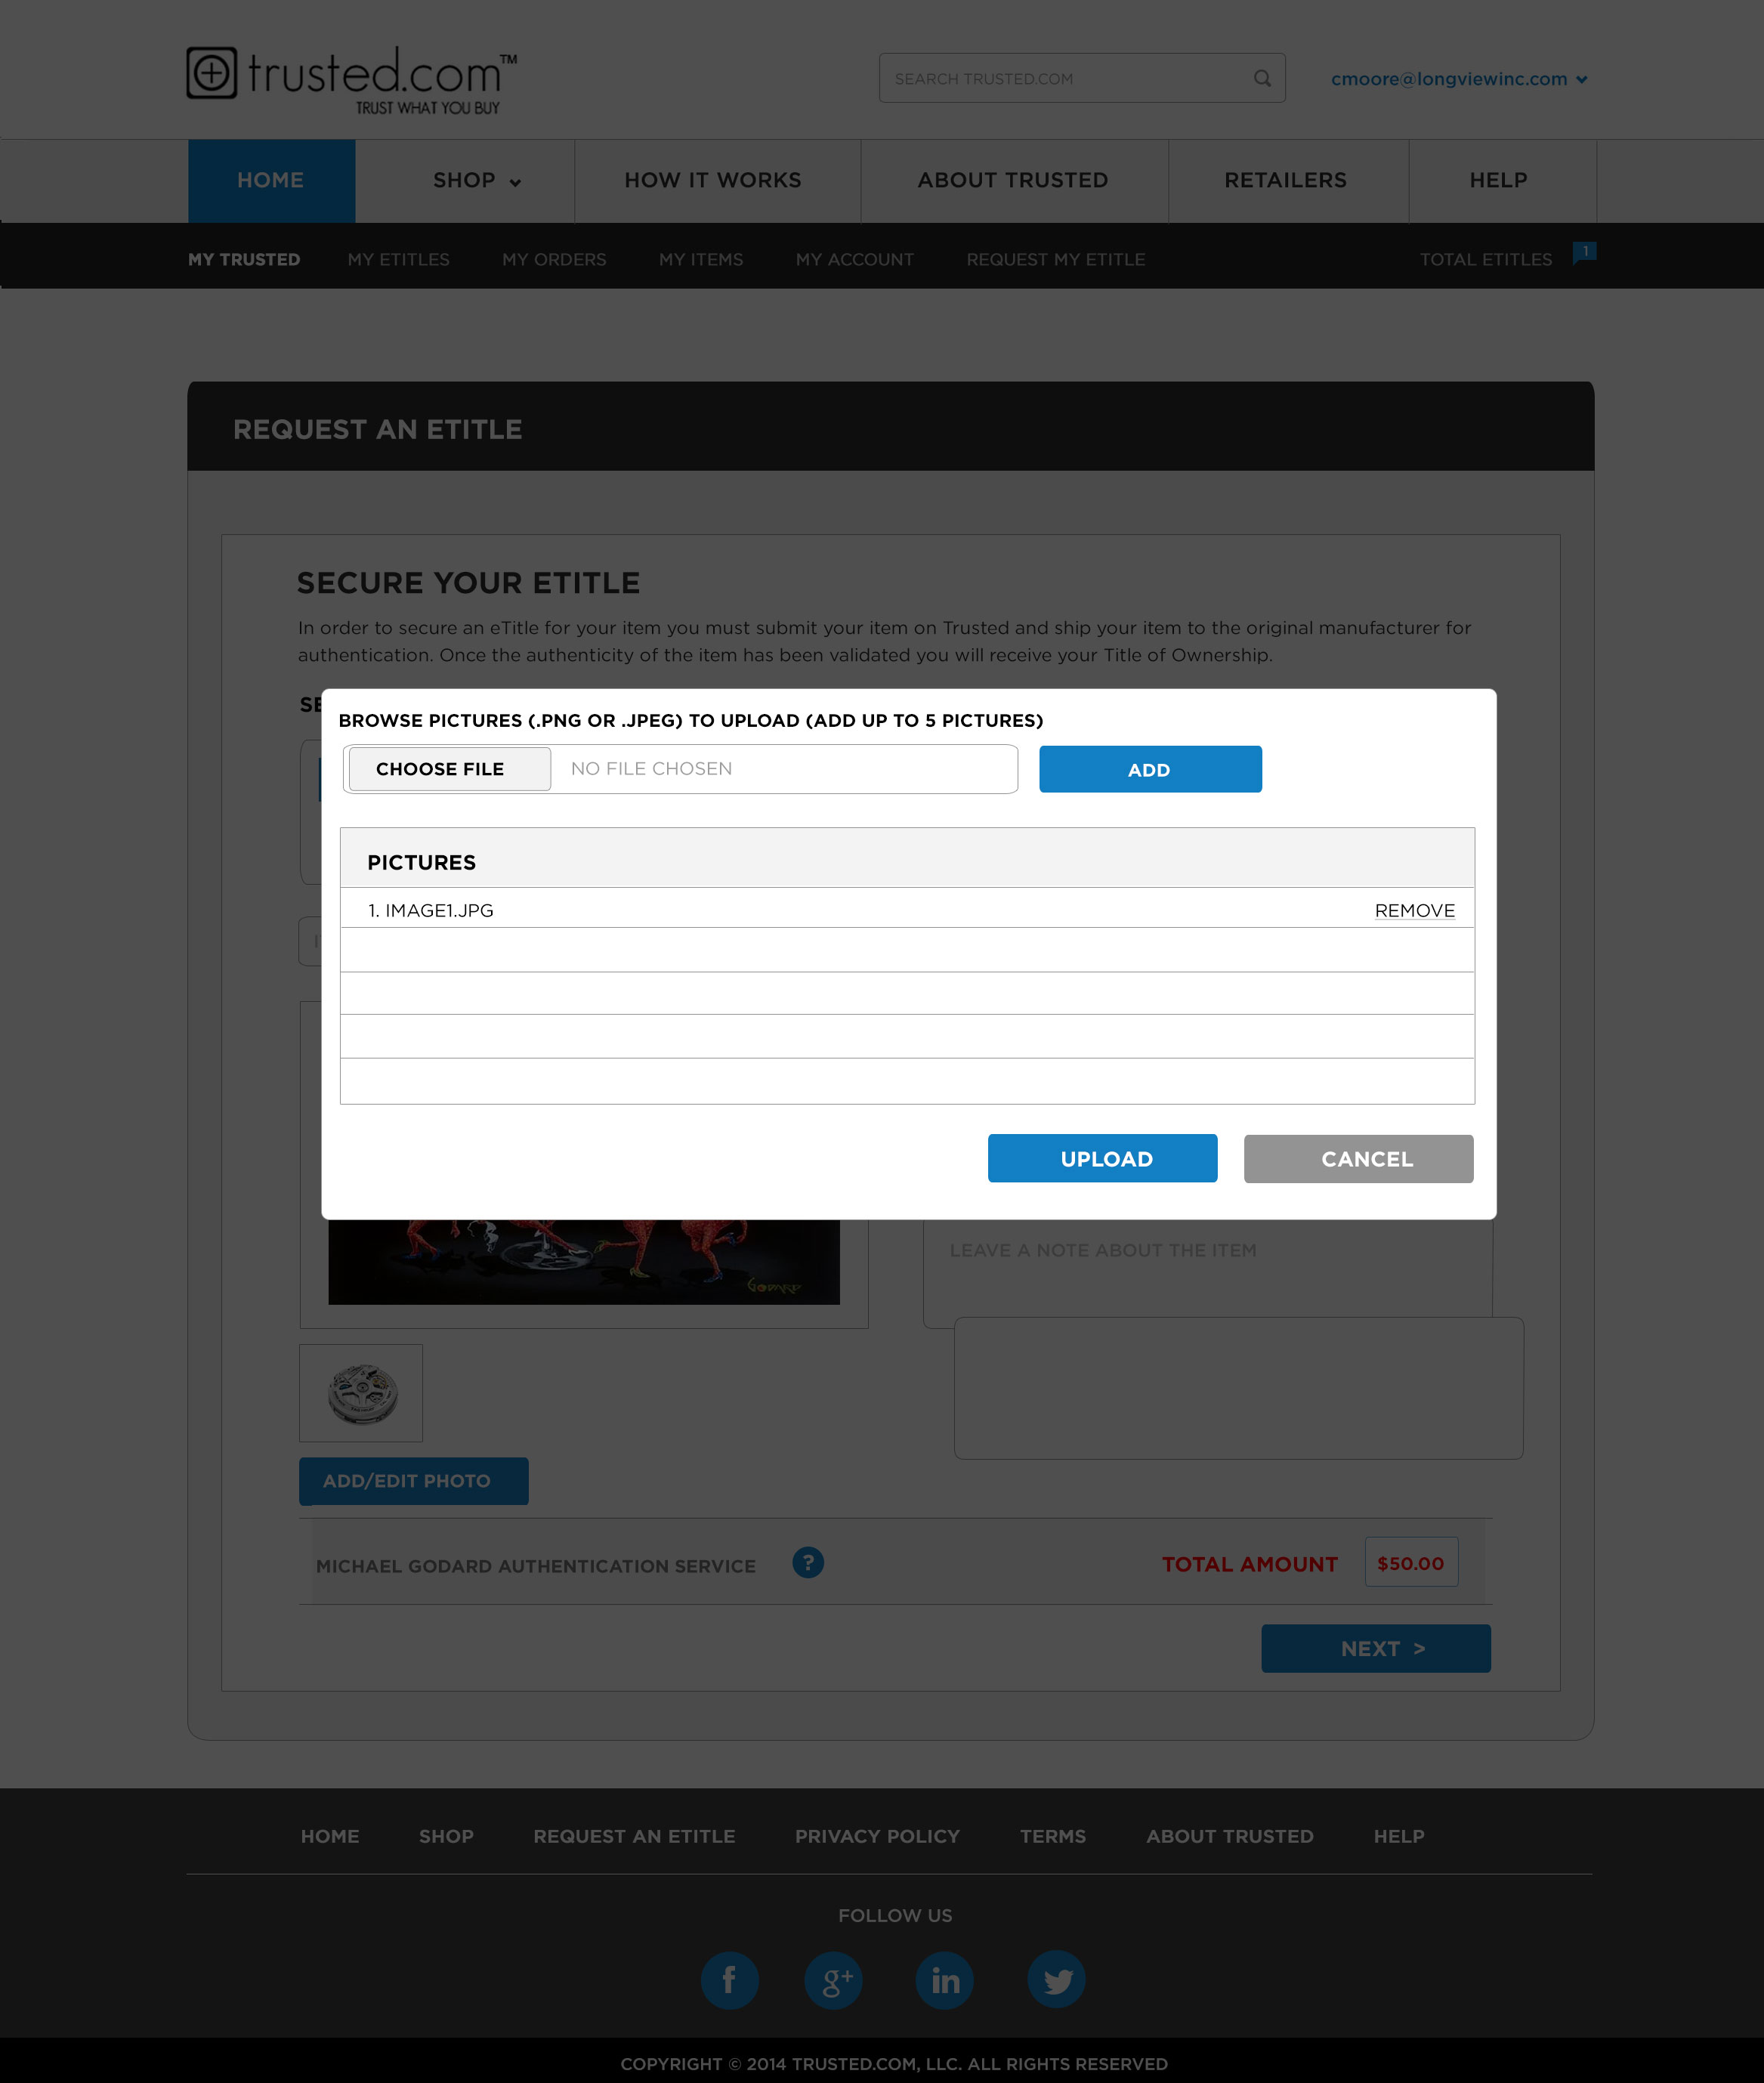 trusted.com™
TRUST WHAT YOU BUY
SEARCH TRUSTED.COM
cmoore@longviewinc.com
HOME
SHOP
HOW IT WORKS
ABOUT TRUSTED
RETAILERS
HELP
MY TRUSTED
MY ETITLES
MY ORDERS
MY ITEMS
MY ACCOUNT
REQUEST MY ETITLE
TOTAL ETITLES
1
REQUEST AN ETITLE
SECURE YOUR ETITLE
In order to secure an eTitle for your item you must submit your item on Trusted and ship your item to the original manufacturer for
authentication. Once the authenticity of the item has been validated you will receive your Title of Ownership.
BROWSE PICTURES (.PNG OR .JPEG) TO UPLOAD (ADD UP TO 5 PICTURES)
CHOOSE FILE
NO FILE CHOSEN
ADD
PICTURES
1. IMAGE1.JPG
REMOVE
UPLOAD
CANCEL
GODARD
LEAVE A NOTE ABOUT THE ITEM
ADD/EDIT PHOTO
MICHAEL GODARD AUTHENTICATION SERVICE
?
TOTAL AMOUNT
$50.00
NEXT >
HOME
SHOP
REQUEST AN ETITLE
PRIVACY POLICY
TERMS
ABOUT TRUSTED
HELP
FOLLOW US
f
g+
in
COPYRIGHT © 2014 TRUSTED.COM, LLC. ALL RIGHTS RESERVED